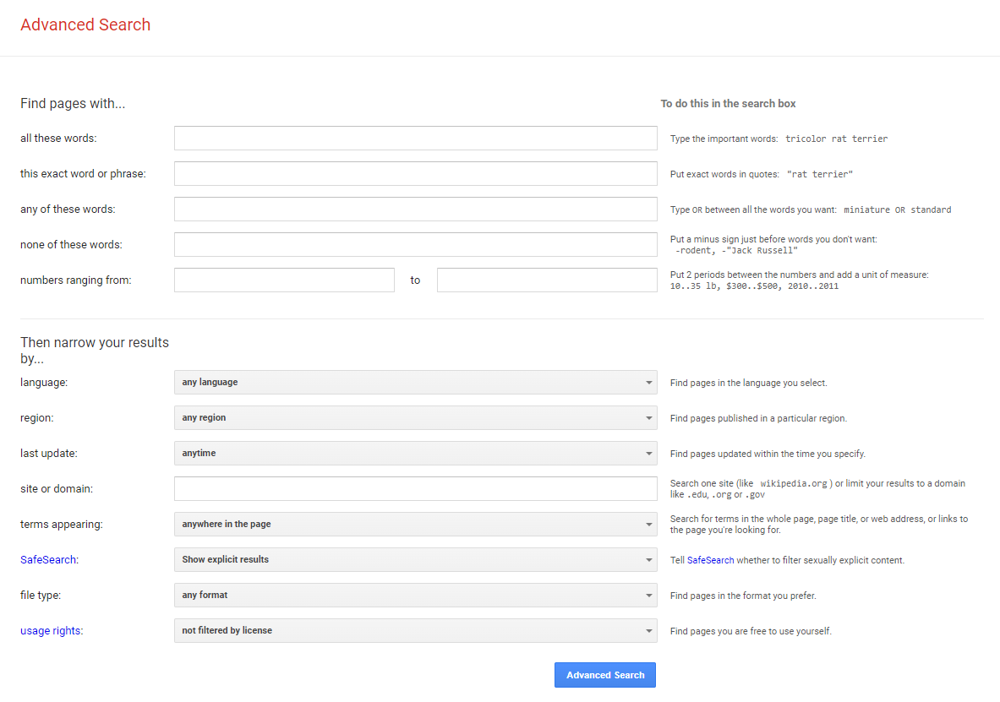 Advanced Search
Find pages with...
To do this in the search box
all these words:
Type the important words: tricolor rat terrier
this exact word or phrase:
Put exact words in quotes: "rat terrier"
any of these words:
Type OR between all the words you want: miniature OR standard
none of these words:
Put a minus sign just before words you don't want:
-rodent, -"Jack Russell"
numbers ranging from:
to
Put 2 periods between the numbers and add a unit of measure:
10..35 lb, $300..$500, 2010..2011
Then narrow your results
by...
language:
any language
Find pages in the language you select.
region:
any region
Find pages published in a particular region.
last update:
anytime
Find pages updated within the time you specify.
site or domain:
Search one site (like wikipedia.org ) or limit your results to a domain
like .edu, .org or .gov
terms appearing:
anywhere in the page
Search for terms in the whole page, page title, or web address, or links to
the page you're looking for.
SafeSearch:
Show explicit results
Tell SafeSearch whether to filter sexually explicit content.
file type:
any format
Find pages in the format you prefer.
usage rights:
not filtered by license
Find pages you are free to use yourself.
Advanced Search